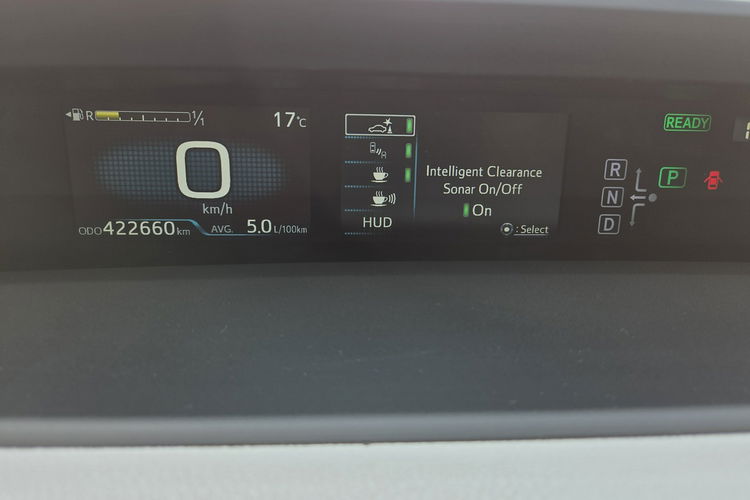 R 1/1
17°C
0
km/h
ODO 422660 km
AVG. 5.0 L/100km
HUD
Intelligent Clearance
Sonar On/Off
On
: Select
READY
R
N
D
P